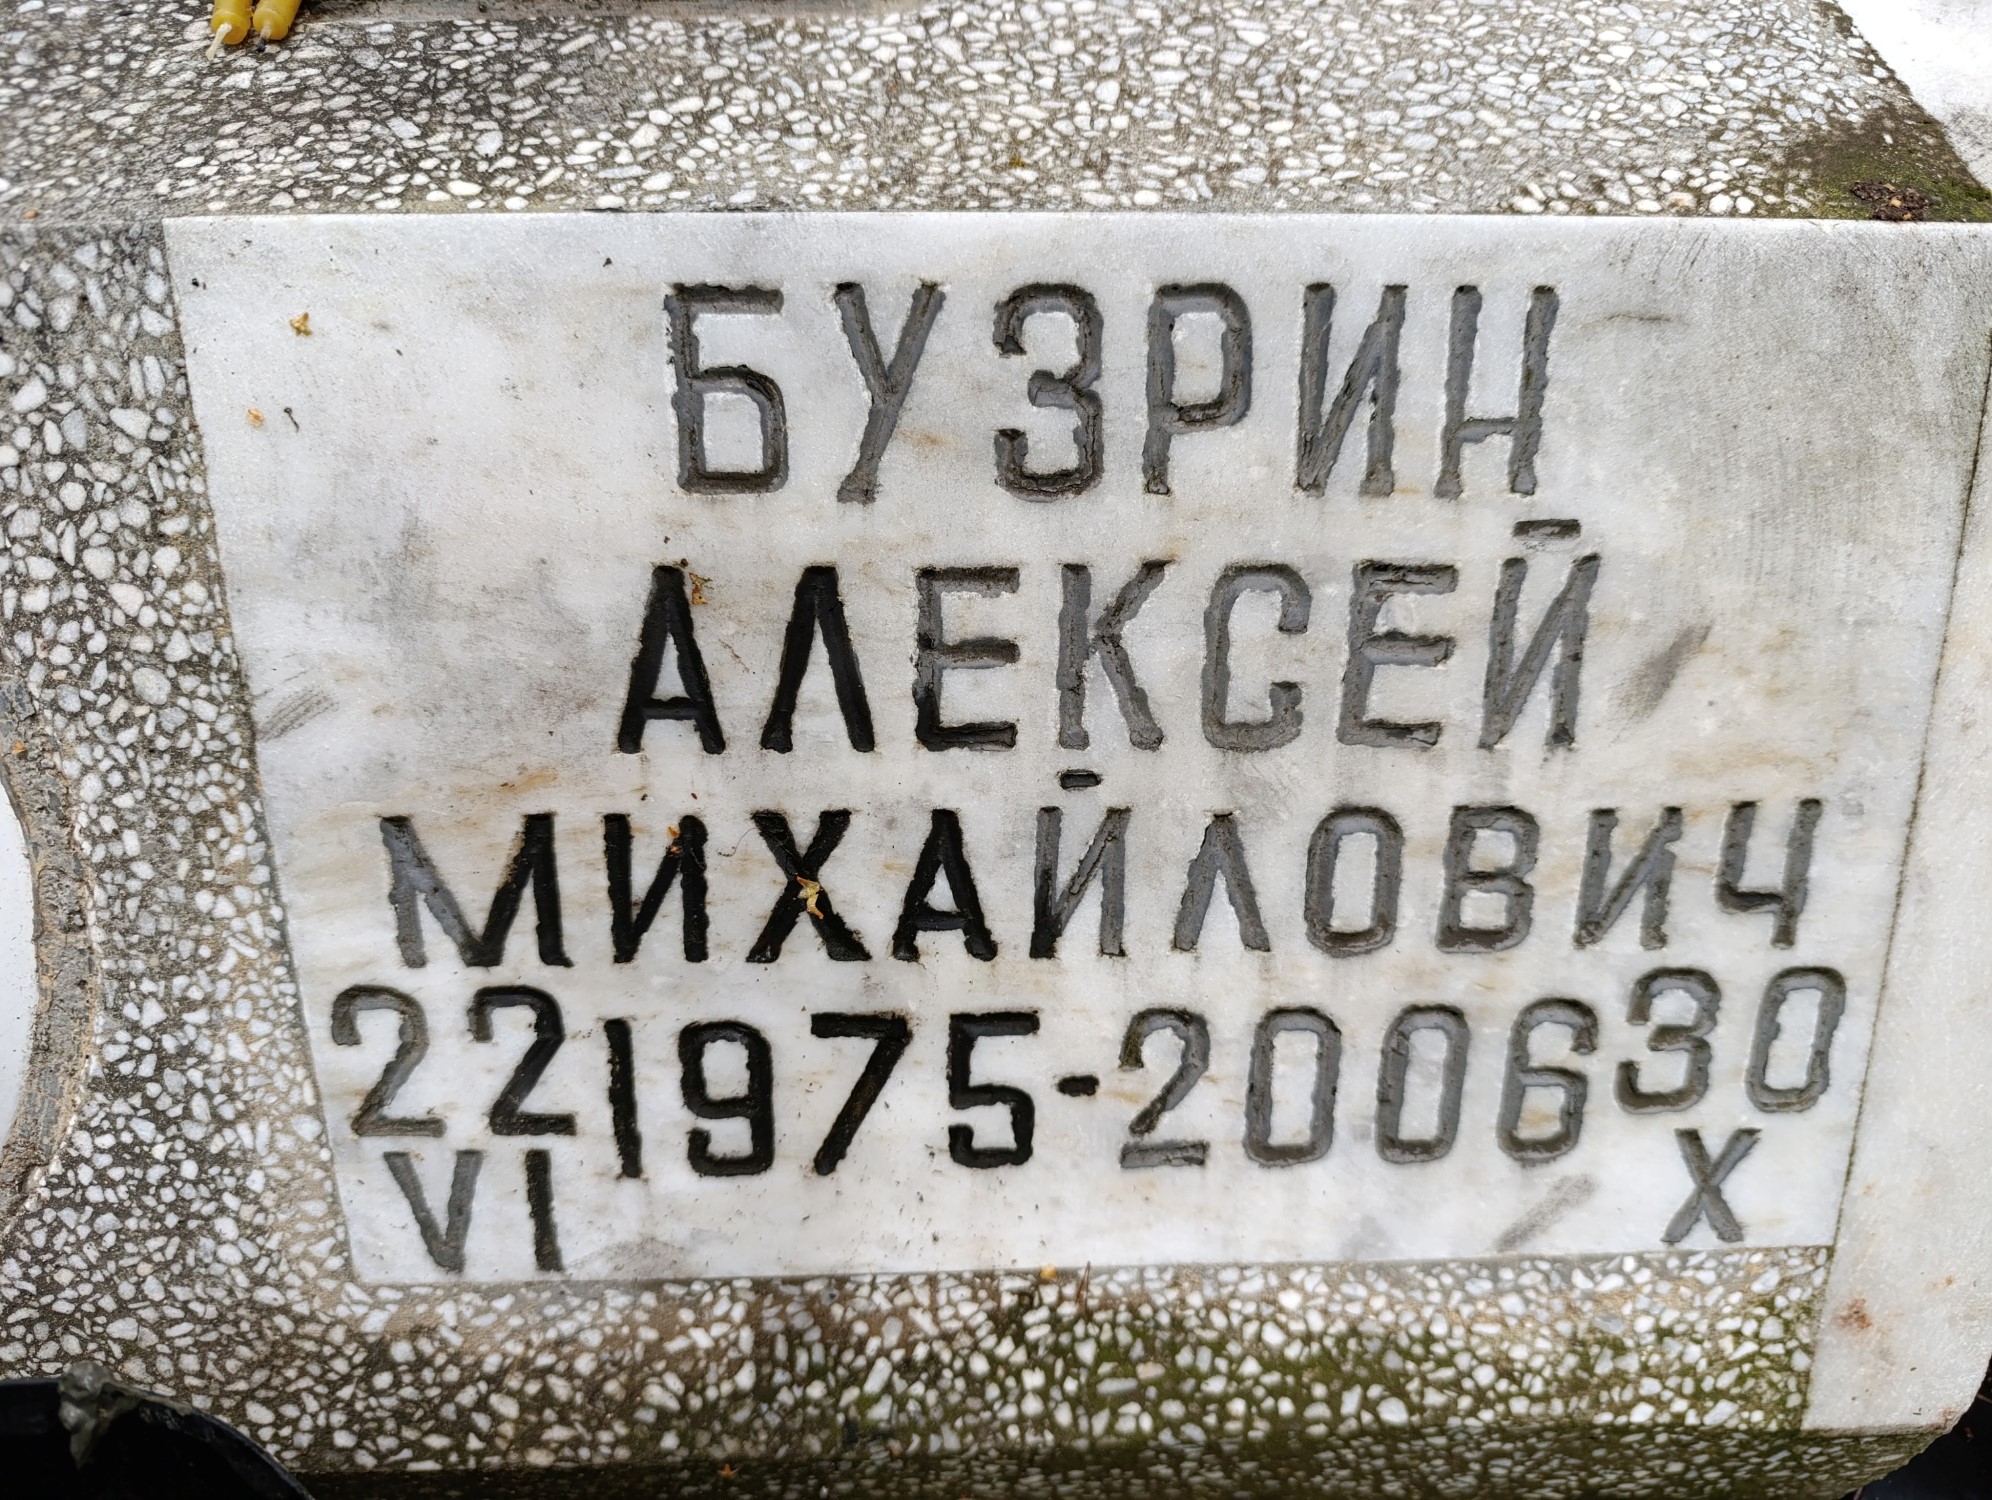 БУЗРИН
АЛЕКСЕЙ
МИХАЙЛОВИЧ
22 1975-2006 30
VI X